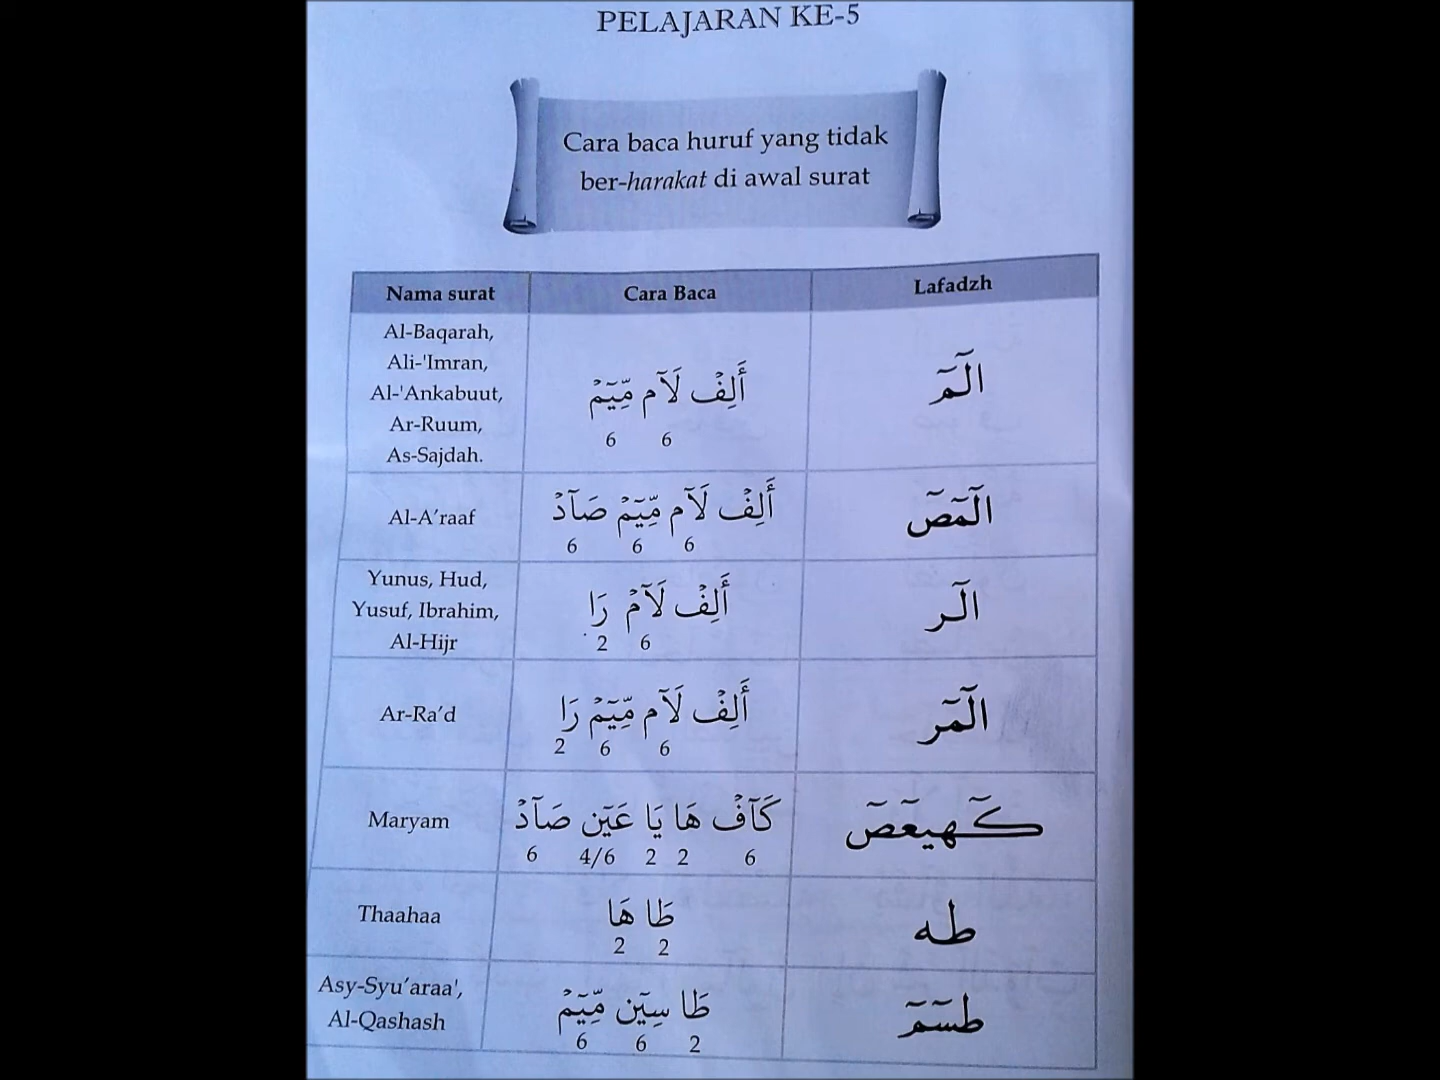 PELAJARAN KE-5
Cara baca huruf yang tidak
ber-harakat di awal surat
Nama surat Cara Baca Lafadzh
Al-Baqarah,
Ali-'Imran,
Al-'Ankabuut,
Ar-Ruum,
As-Sajdah.
أَلِفْ لَآم مِّيٓمْ
6 6
الٓمٓ
Al-A'raaf
أَلِفْ لَآم مِّيٓمْ صَآدْ
6 6 6
الٓمٓصٓ
Yunus, Hud,
Yusuf, Ibrahim,
Al-Hijr
أَلِفْ لَآمْ رَا
2 6
الٓر
Ar-Ra'd
أَلِفْ لَآم مِّيٓمْ رَا
2 6 6
الٓمٓر
Maryam
كَآفْ هَا يَا عَيٓن صَآدْ
6 4/6 2 2 6
كٓهيعٓصٓ
Thaahaa
طَا هَا
2 2
طه
Asy-Syu'araa',
Al-Qashash
طَا سِيٓن مِّيٓمْ
6 6 2
طسٓمٓ